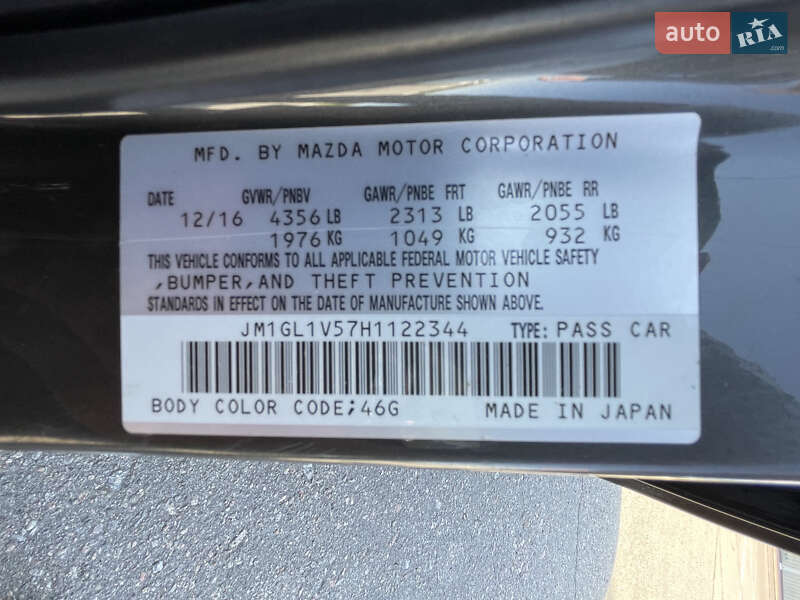 auto RIA.com
MFD. BY MAZDA MOTOR CORPORATION
DATE GVWR/PNBV GAWR/PNBE FRT GAWR/PNBE RR
12/16 4356 LB 2313 LB 2055 LB
1976 KG 1049 KG 932 KG
THIS VEHICLE CONFORMS TO ALL APPLICABLE FEDERAL MOTOR VEHICLE SAFETY
,BUMPER,AND THEFT PREVENTION
STANDARDS IN EFFECT ON THE DATE OF MANUFACTURE SHOWN ABOVE.
JM1GL1V57H1122344 TYPE: PASS CAR
BODY COLOR CODE;46G MADE IN JAPAN